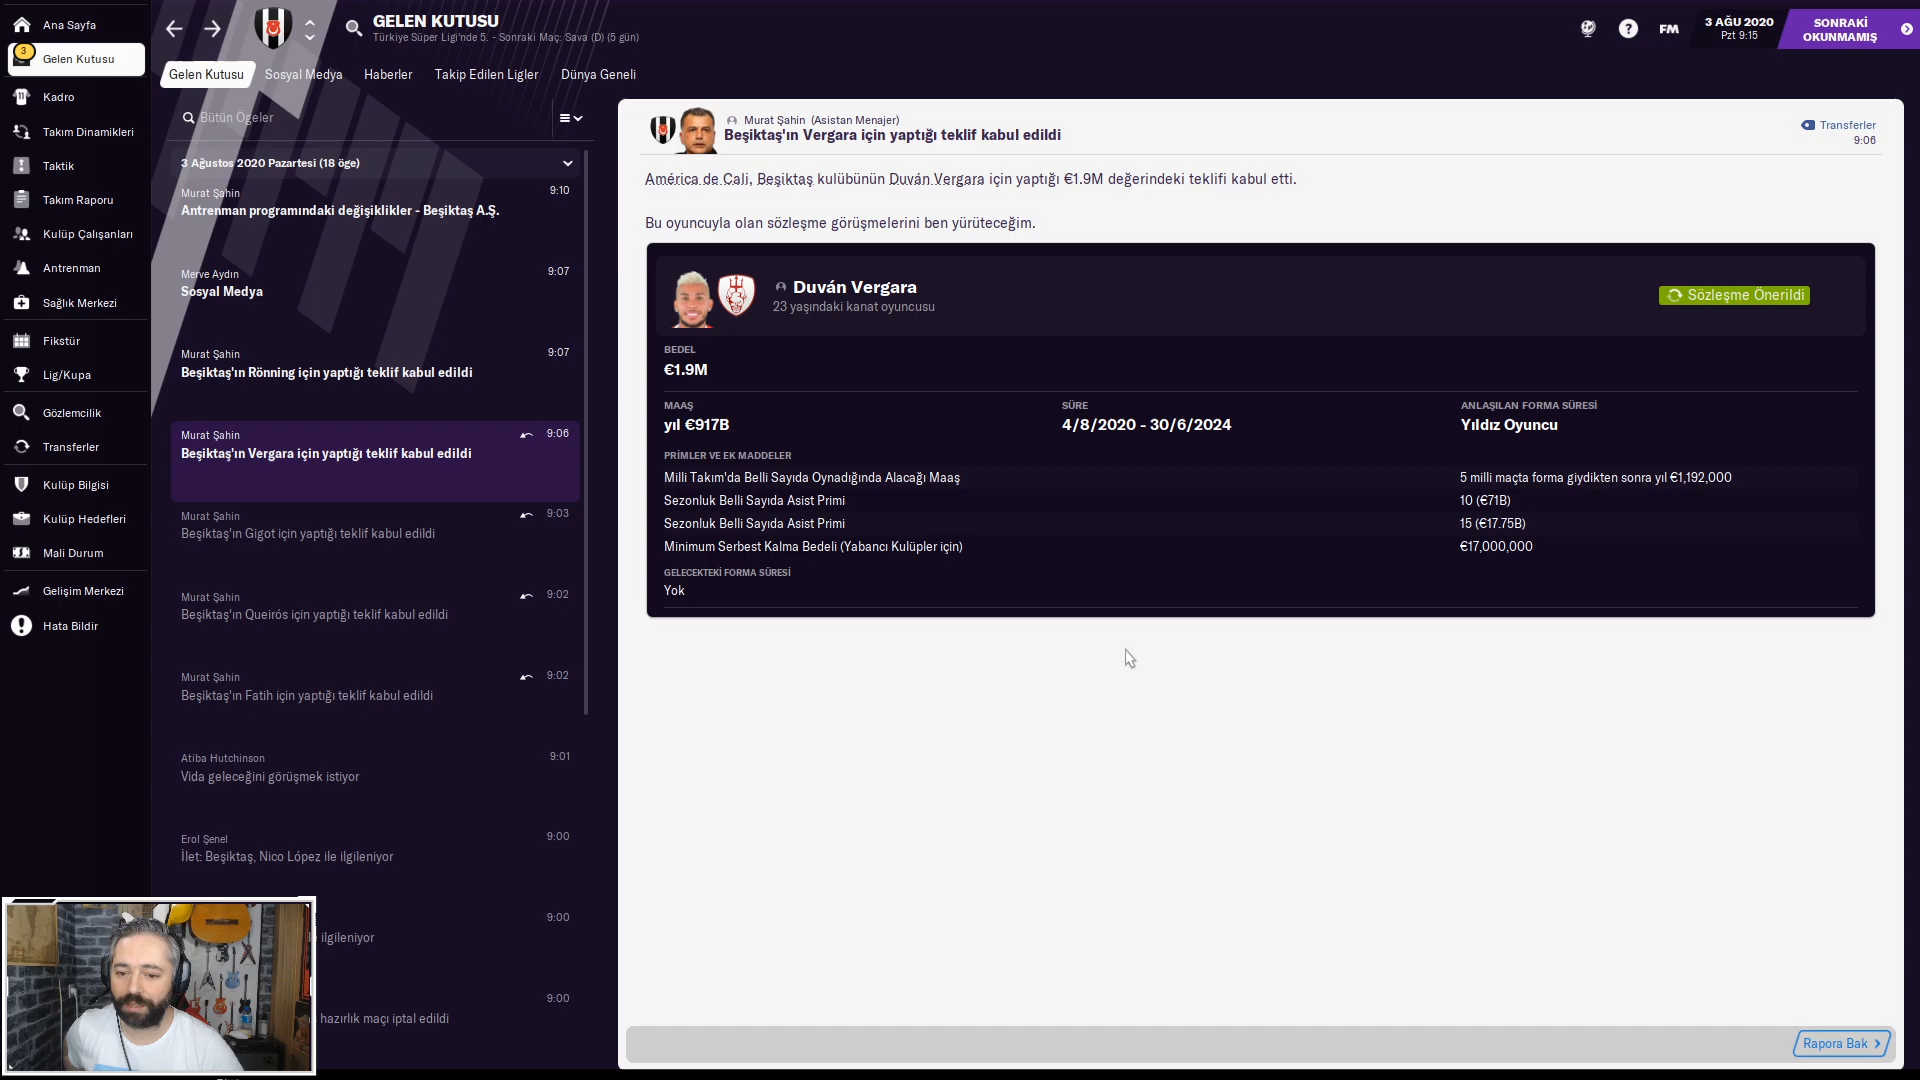 Ana Sayfa
3
Gelen Kutusu
Kadro
Takım Dinamikleri
Taktik
Takım Raporu
Kulüp Çalışanları
Antrenman
Sağlık Merkezi
Fikstür
Lig/Kupa
Gözlemcilik
Transferler
Kulüp Bilgisi
Kulüp Hedefleri
Mali Durum
Gelişim Merkezi
Hata Bildir
GELEN KUTUSU
Türkiye Süper Ligi'nde 5. - Sonraki Maç: Sava (D) (5 gün)
FM
3 AĞU 2020
Pzt 9:15
SONRAKİ
OKUNMAMIŞ
Gelen Kutusu Sosyal Medya Haberler Takip Edilen Ligler Dünya Geneli
Bütün Ögeler
3 Ağustos 2020 Pazartesi (18 öge)
Murat Şahin 9:10
Antrenman programındaki değişiklikler - Beşiktaş A.Ş.
Merve Aydın 9:07
Sosyal Medya
Murat Şahin 9:07
Beşiktaş'ın Rönning için yaptığı teklif kabul edildi
Murat Şahin 9:06
Beşiktaş'ın Vergara için yaptığı teklif kabul edildi
Murat Şahin 9:03
Beşiktaş'ın Gigot için yaptığı teklif kabul edildi
Murat Şahin 9:02
Beşiktaş'ın Queirós için yaptığı teklif kabul edildi
Murat Şahin 9:02
Beşiktaş'ın Fatih için yaptığı teklif kabul edildi
Atiba Hutchinson 9:01
Vida geleceğini görüşmek istiyor
Erol Şenel 9:00
İlet: Beşiktaş, Nico López ile ilgileniyor
9:00
ilgileniyor
9:00
hazırlık maçı iptal edildi
Murat Şahin (Asistan Menajer)
Beşiktaş'ın Vergara için yaptığı teklif kabul edildi
Transferler
9:06
América de Cali, Beşiktaş kulübünün Duván Vergara için yaptığı €1.9M değerindeki teklifi kabul etti.
Bu oyuncuyla olan sözleşme görüşmelerini ben yürüteceğim.
Duván Vergara
23 yaşındaki kanat oyuncusu
Sözleşme Önerildi
BEDEL
€1.9M
MAAŞ SÜRE ANLAŞILAN FORMA SÜRESİ
yıl €917B 4/8/2020 - 30/6/2024 Yıldız Oyuncu
PRİMLER VE EK MADDELER
Milli Takım'da Belli Sayıda Oynadığında Alacağı Maaş 5 milli maçta forma giydikten sonra yıl €1,192,000
Sezonluk Belli Sayıda Asist Primi 10 (€71B)
Sezonluk Belli Sayıda Asist Primi 15 (€17.75B)
Minimum Serbest Kalma Bedeli (Yabancı Kulüpler için) €17,000,000
GELECEKTEKİ FORMA SÜRESİ
Yok
Rapora Bak